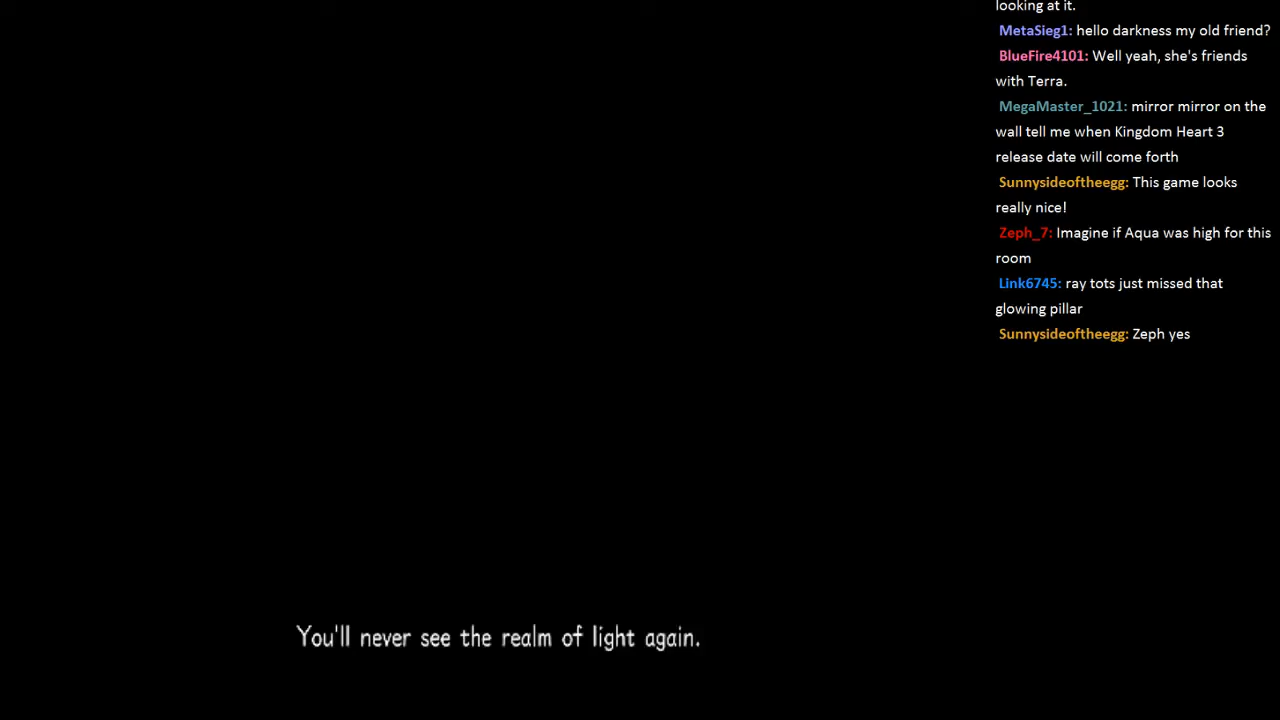 looking at it.
MetaSieg1: hello darkness my old friend?
BlueFire4101: Well yeah, she's friends
with Terra.
MegaMaster_1021: mirror mirror on the
wall tell me when Kingdom Heart 3
release date will come forth
Sunnysideoftheegg: This game looks
really nice!
Zeph_7: Imagine if Aqua was high for this
room
Link6745: ray tots just missed that
glowing pillar
Sunnysideoftheegg: Zeph yes
You'll never see the realm of light again.